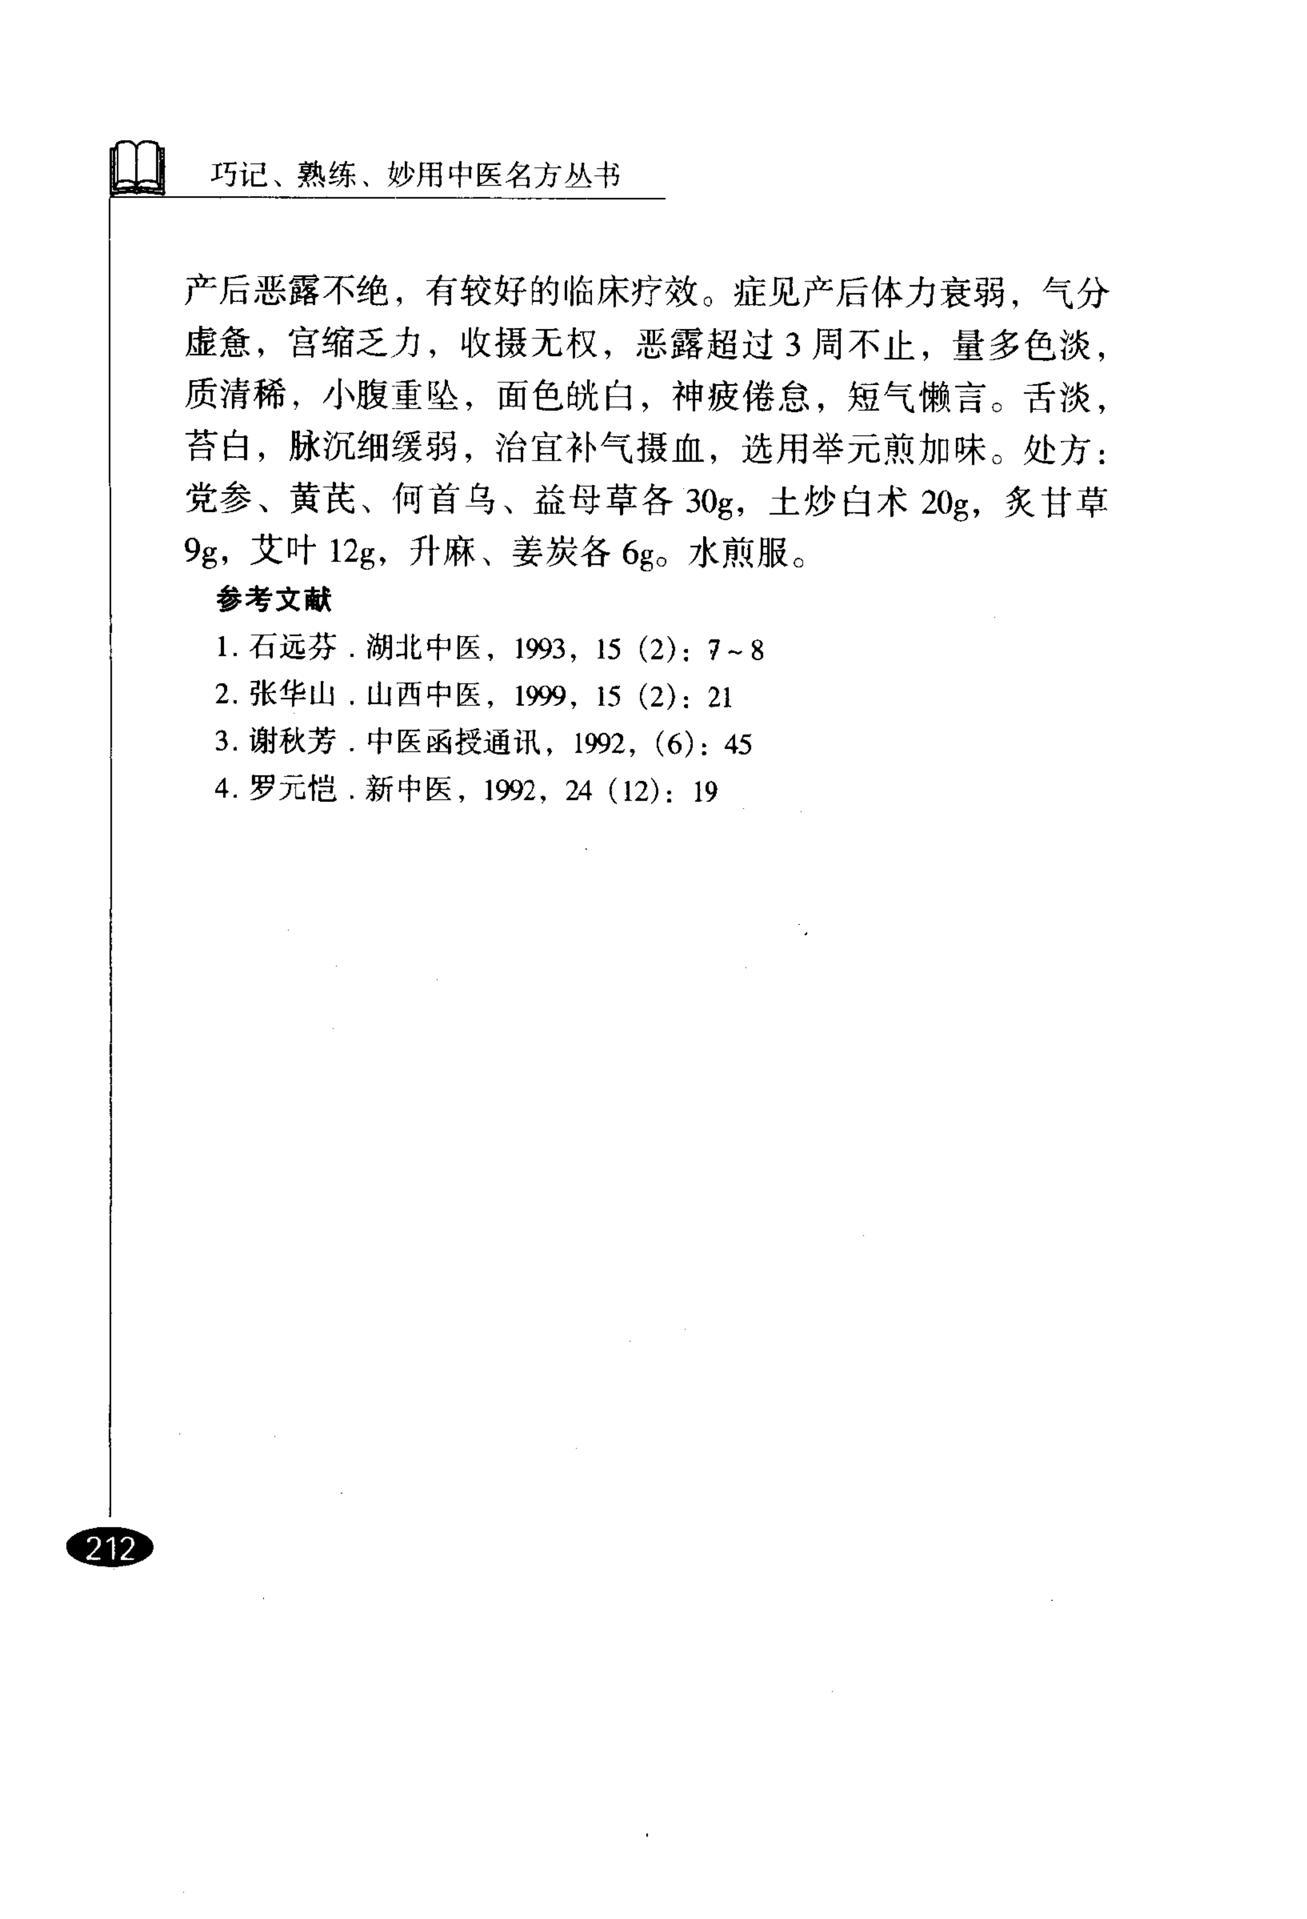 巧记、熟练、妙用中医名方丛书
产后恶露不绝，有较好的临床疗效。症见产后体力衰弱，气分
虚惫，宫缩乏力，收摄无权，恶露超过 3 周不止，量多色淡，
质清稀，小腹重坠，面色㿠白，神疲倦怠，短气懒言。舌淡，
苔白，脉沉细缓弱，治宜补气摄血，选用举元煎加味。处方：
党参、黄芪、何首乌、益母草各 30g，土炒白术 20g，炙甘草
9g，艾叶 12g，升麻、姜炭各 6g。水煎服。
参考文献
1. 石远芬．湖北中医，1993，15（2）：7～8
2. 张华山．山西中医，1999，15（2）：21
3. 谢秋芳．中医函授通讯，1992，（6）：45
4. 罗元恺．新中医，1992，24（12）：19
212